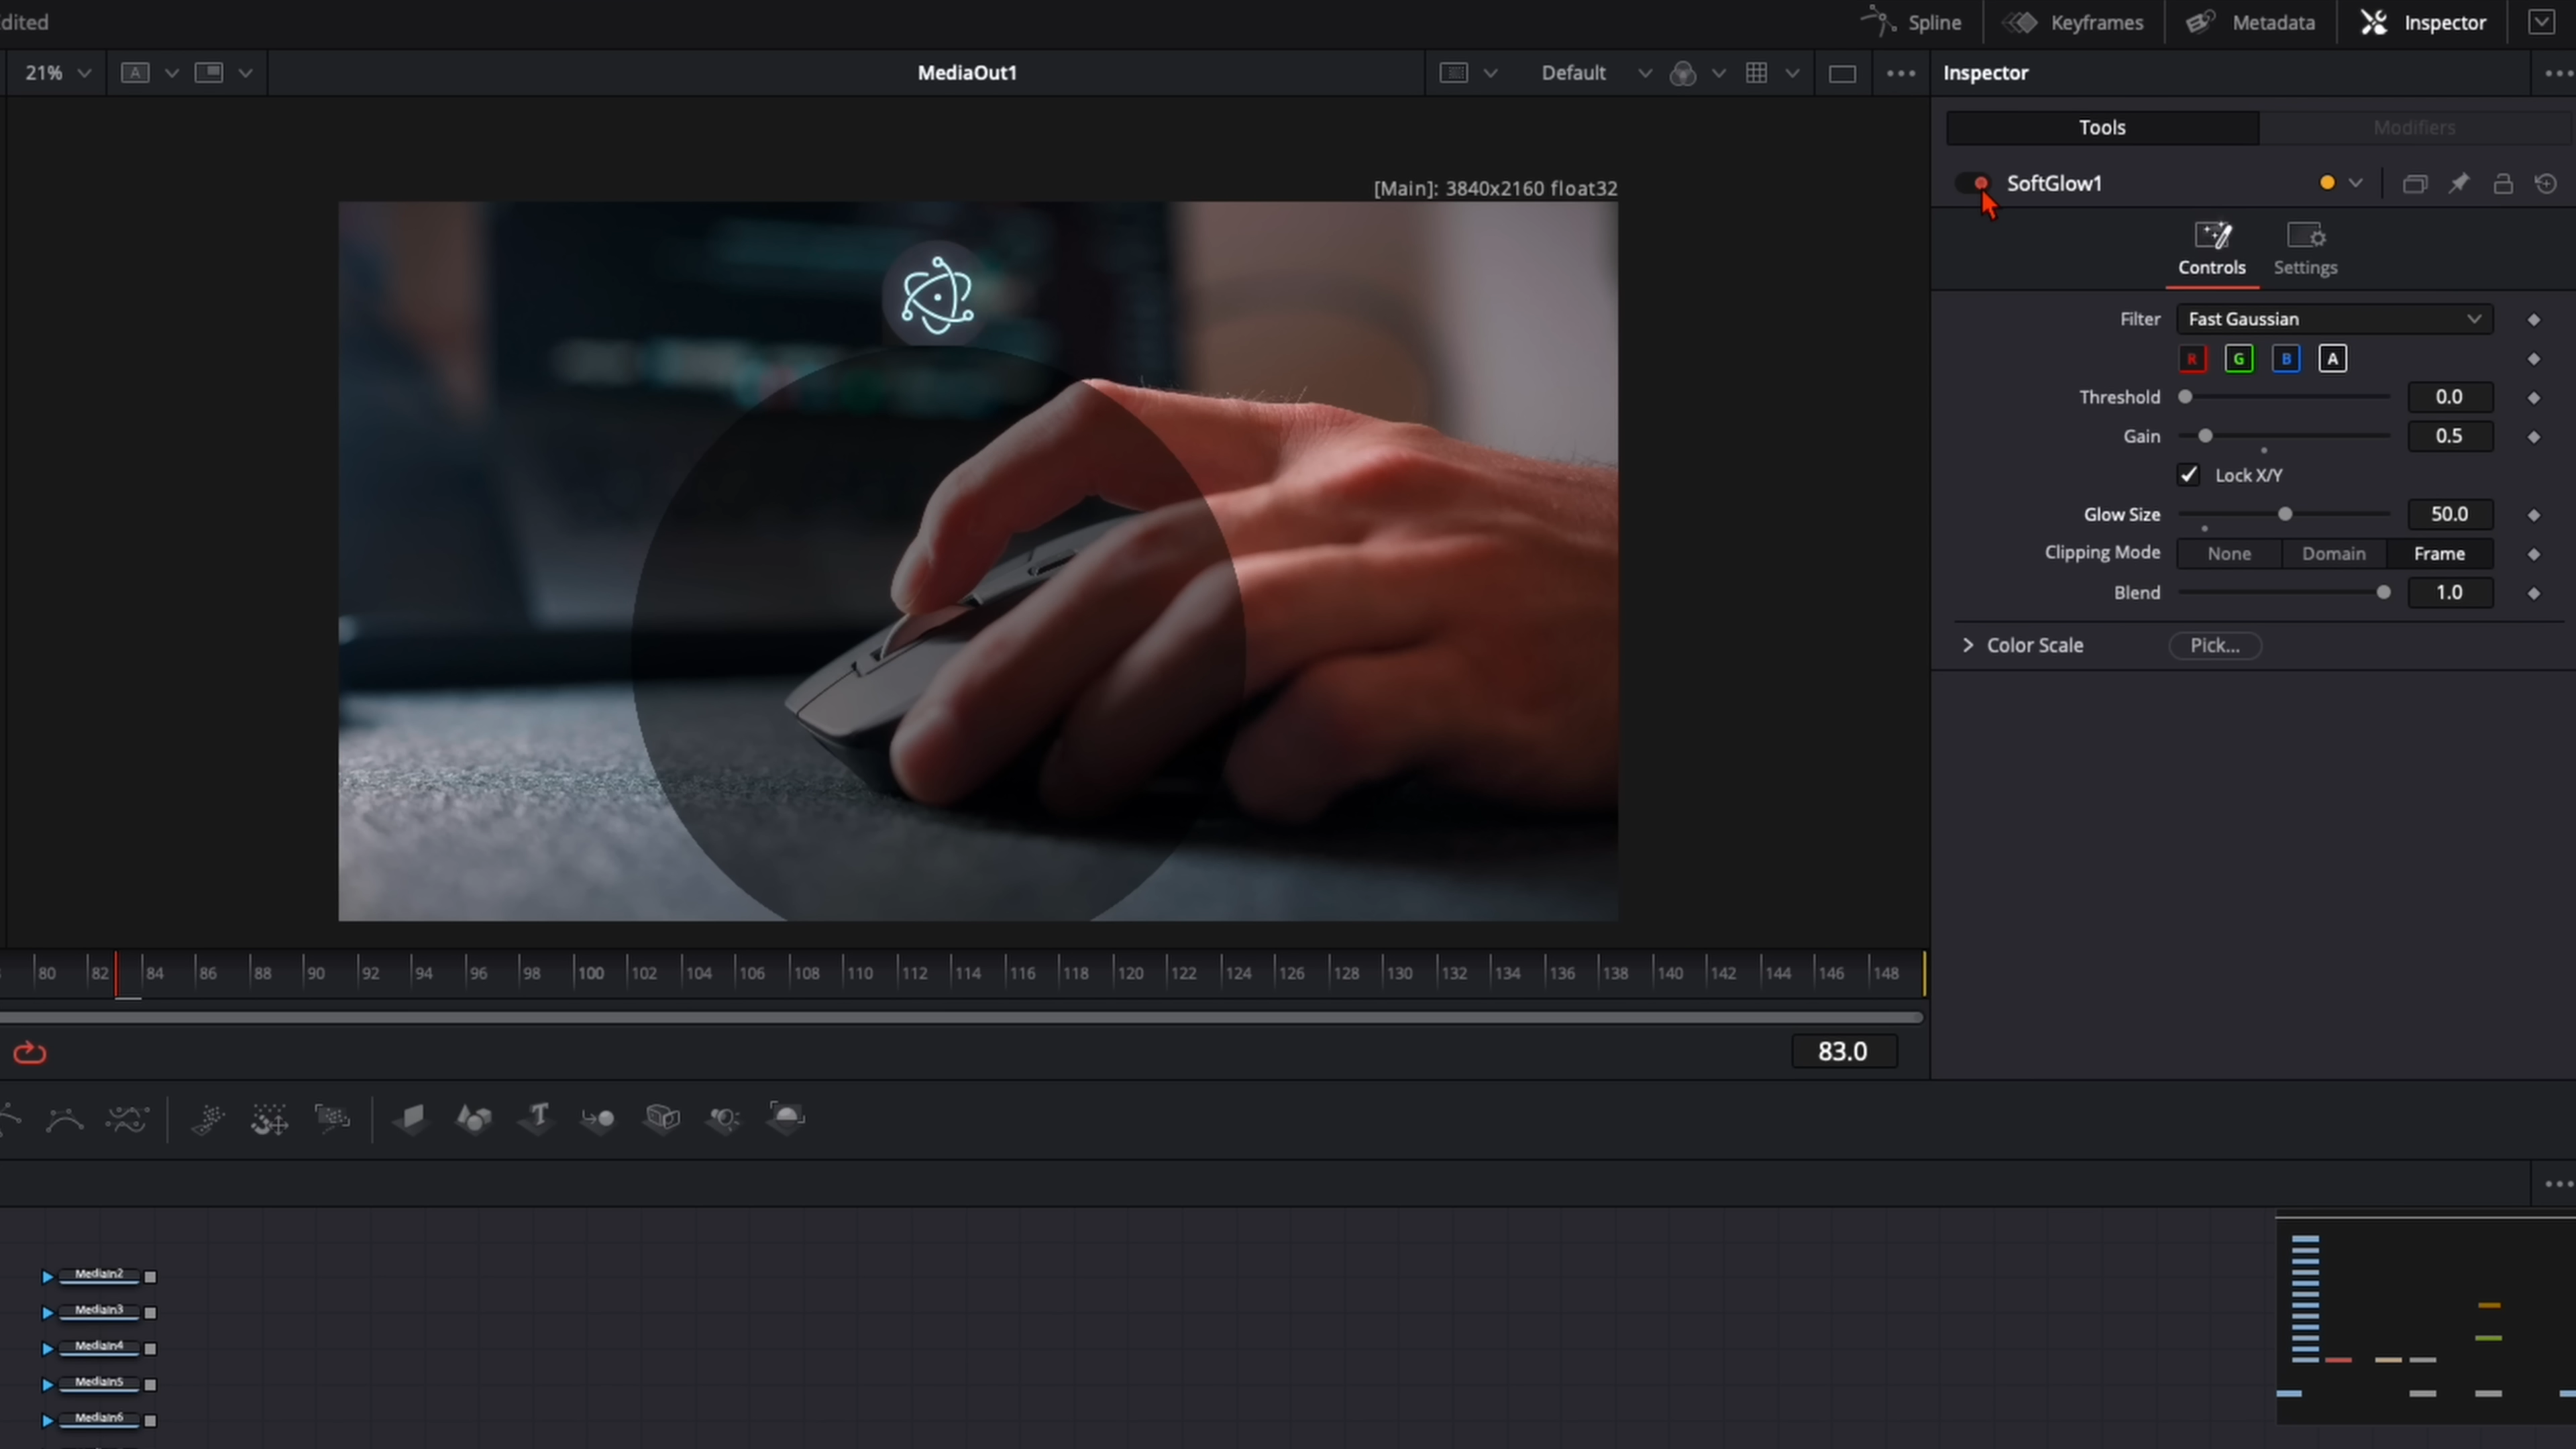 dited
Spline
Keyframes
Metadata
Inspector
21%
A
MediaOut1
Default
Inspector
Tools
Modifiers
[Main]: 3840x2160 float32
SoftGlow1
Controls
Settings
Filter Fast Gaussian
R G B A
Threshold 0.0
Gain 0.5
Lock X/Y
Glow Size 50.0
Clipping Mode None Domain Frame
Blend 1.0
Color Scale Pick...
80 82 84 86 88 90 92 94 96 98 100 102 104 106 108 110 112 114 116 118 120 122 124 126 128 130 132 134 136 138 140 142 144 146 148
83.0
T
MediaIn2
MediaIn3
MediaIn4
MediaIn5
MediaIn6